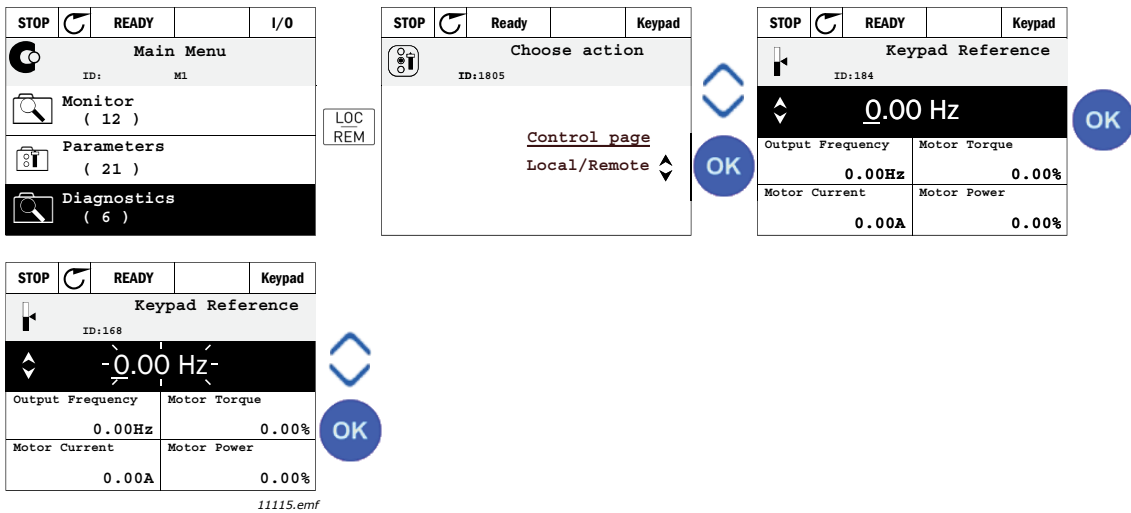 STOP READY I/O
Main Menu
ID: M1
Monitor
( 12 )
Parameters
( 21 )
Diagnostics
( 6 )
LOC
REM
STOP Ready Keypad
Choose action
ID:1805
Control page
Local/Remote
OK
STOP READY Keypad
Keypad Reference
ID:184
0.00 Hz
Output Frequency Motor Torque
0.00Hz 0.00%
Motor Current Motor Power
0.00A 0.00%
OK
STOP READY Keypad
Keypad Reference
ID:168
0.00 Hz
Output Frequency Motor Torque
0.00Hz 0.00%
Motor Current Motor Power
0.00A 0.00%
OK
11115.emf